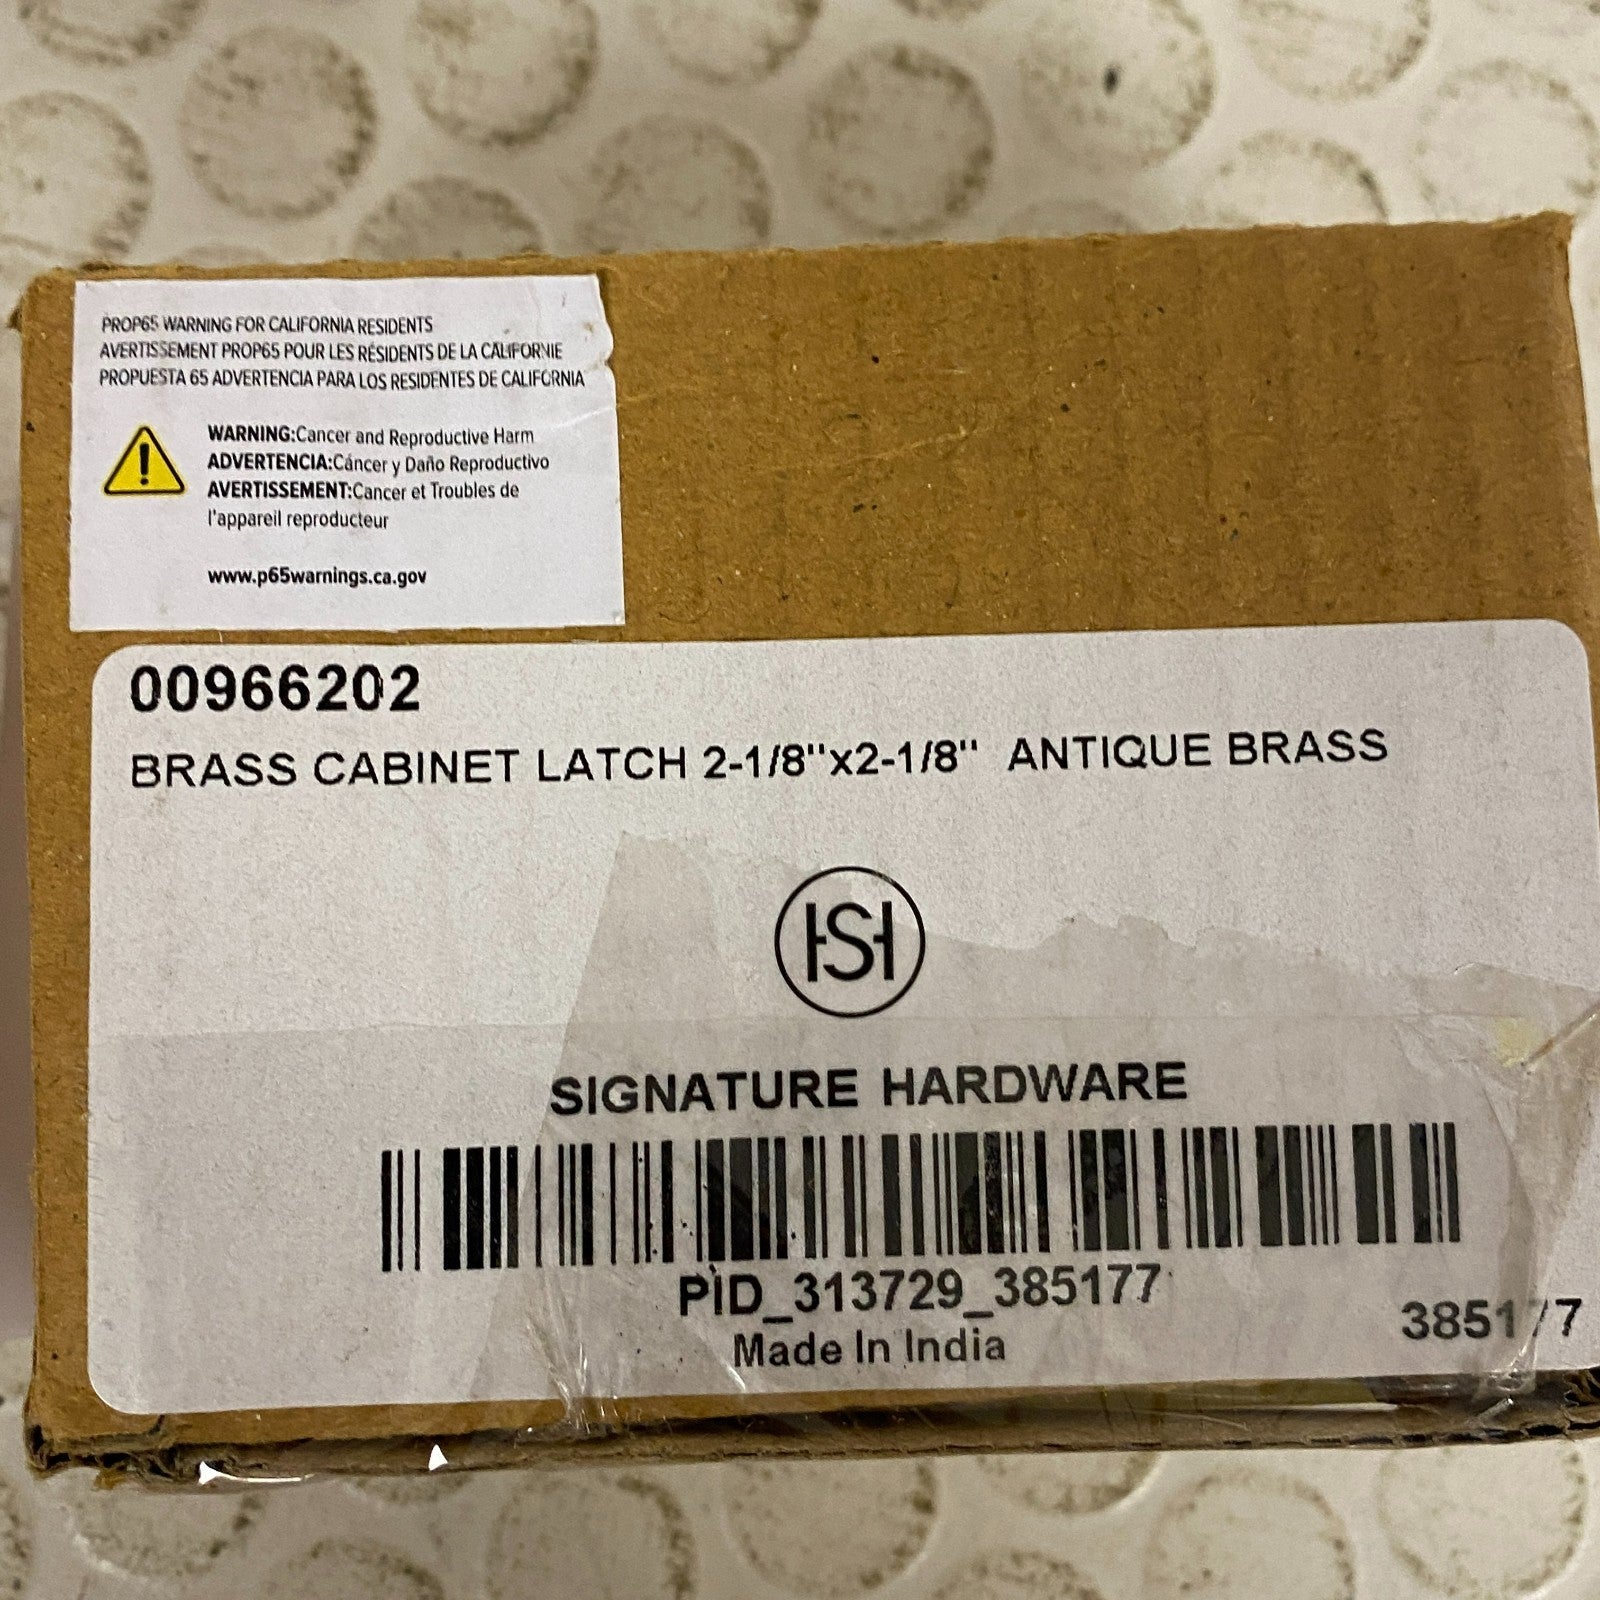 PROP65 WARNING FOR CALIFORNIA RESIDENTS
AVERTISSEMENT PROP65 POUR LES RÉSIDENTS DE LA CALIFORNIE
PROPUESTA 65 ADVERTENCIA PARA LOS RESIDENTES DE CALIFORNIA
WARNING:Cancer and Reproductive Harm
ADVERTENCIA:Cáncer y Daño Reproductivo
AVERTISSEMENT:Cancer et Troubles de
l'appareil reproducteur
www.p65warnings.ca.gov
00966202
BRASS CABINET LATCH 2-1/8"x2-1/8" ANTIQUE BRASS
HSH
SIGNATURE HARDWARE
PID_313729_385177
Made In India
385177